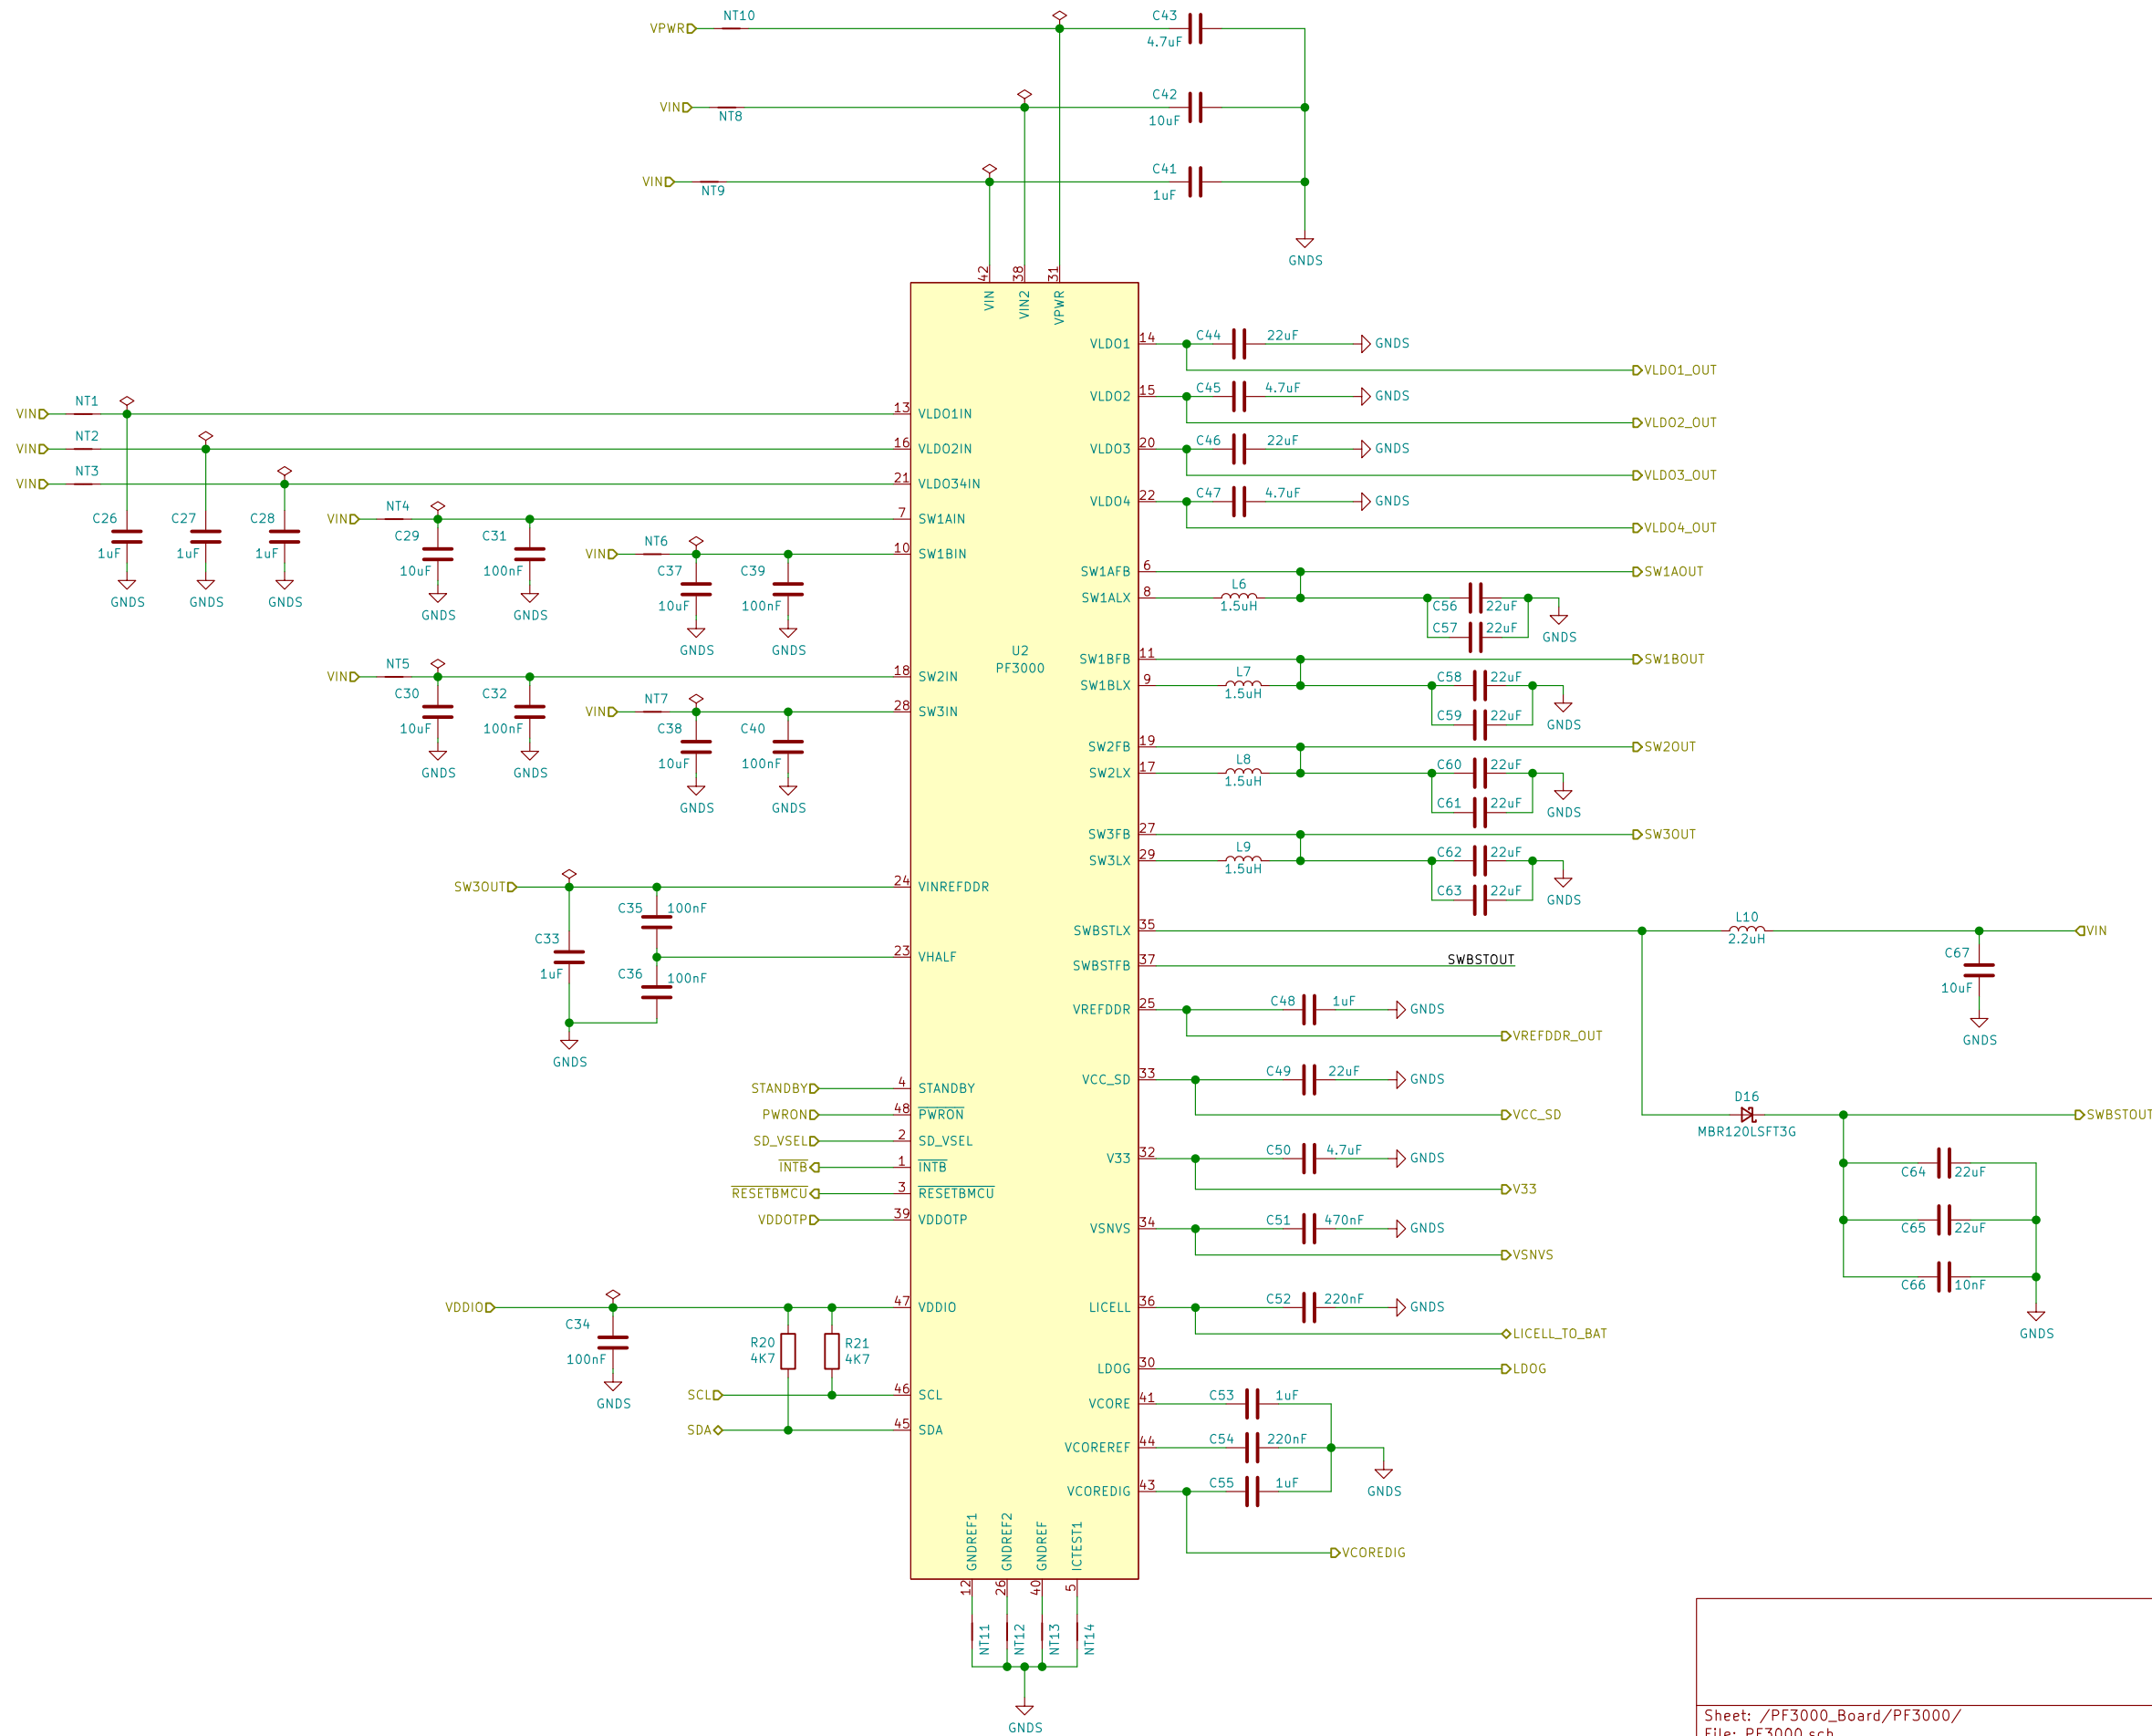 VPWR NT10 C43 4.7uF
VIN NT8 C42 10uF
VIN NT9 C41 1uF
GNDS
42 38 31
VIN VIN2 VPWR
VLDO1 14 C44 22uF GNDS
VLDO1_OUT
VLDO2 15 C45 4.7uF GNDS
VLDO2_OUT
VLDO3 20 C46 22uF GNDS
VLDO3_OUT
VLDO4 22 C47 4.7uF GNDS
VLDO4_OUT
VIN NT1 13 VLDO1IN
VIN NT2 16 VLDO2IN
VIN NT3 21 VLDO34IN
C26 1uF GNDS
C27 1uF GNDS
C28 1uF GNDS
VIN NT4 7 SW1AIN
C29 10uF GNDS
C31 100nF GNDS
VIN NT6 10 SW1BIN
C37 10uF GNDS
C39 100nF GNDS
VIN NT5 18 SW2IN
C30 10uF GNDS
C32 100nF GNDS
VIN NT7 28 SW3IN
C38 10uF GNDS
C40 100nF GNDS
U2
PF3000
SW1AFB 6 SW1AOUT
SW1ALX 8 L6 1.5uH
C56 22uF
C57 22uF
GNDS
SW1BFB 11 SW1BOUT
SW1BLX 9 L7 1.5uH
C58 22uF
C59 22uF
GNDS
SW2FB 19 SW2OUT
SW2LX 17 L8 1.5uH
C60 22uF
C61 22uF
GNDS
SW3FB 27 SW3OUT
SW3LX 29 L9 1.5uH
C62 22uF
C63 22uF
GNDS
SW3OUT 24 VINREFDDR
C35 100nF
C33 1uF
23 VHALF
C36 100nF
GNDS
SWBSTLX 35 L10 2.2uH VIN
C67 10uF GNDS
SWBSTFB 37 SWBSTOUT
VREFDDR 25 C48 1uF GNDS
VREFDDR_OUT
VCC_SD 33 C49 22uF GNDS
VCC_SD
D16
MBR120LSFT3G
SWBSTOUT
C64 22uF
C65 22uF
C66 10nF
GNDS
STANDBY 4 STANDBY
PWRON 48 PWRON
SD_VSEL 2 SD_VSEL
INTB 1 INTB
RESETBMCU 3 RESETBMCU
VDDOTP 39 VDDOTP
V33 32 C50 4.7uF GNDS
V33
VSNVS 34 C51 470nF GNDS
VSNVS
VDDIO 47 VDDIO
C34 100nF GNDS
R20 4K7
R21 4K7
SCL 46 SCL
SDA 45 SDA
LICELL 36 C52 220nF GNDS
LICELL_TO_BAT
LDOG 30 LDOG
VCORE 41 C53 1uF
VCOREREF 44 C54 220nF
VCOREDIG 43 C55 1uF
GNDS
VCOREDIG
GNDREF1 GNDREF2 GNDREF ICTEST1
12 26 40 5
NT11 NT12 NT13 NT14
GNDS
Sheet: /PF3000_Board/PF3000/
File: PF3000.sch